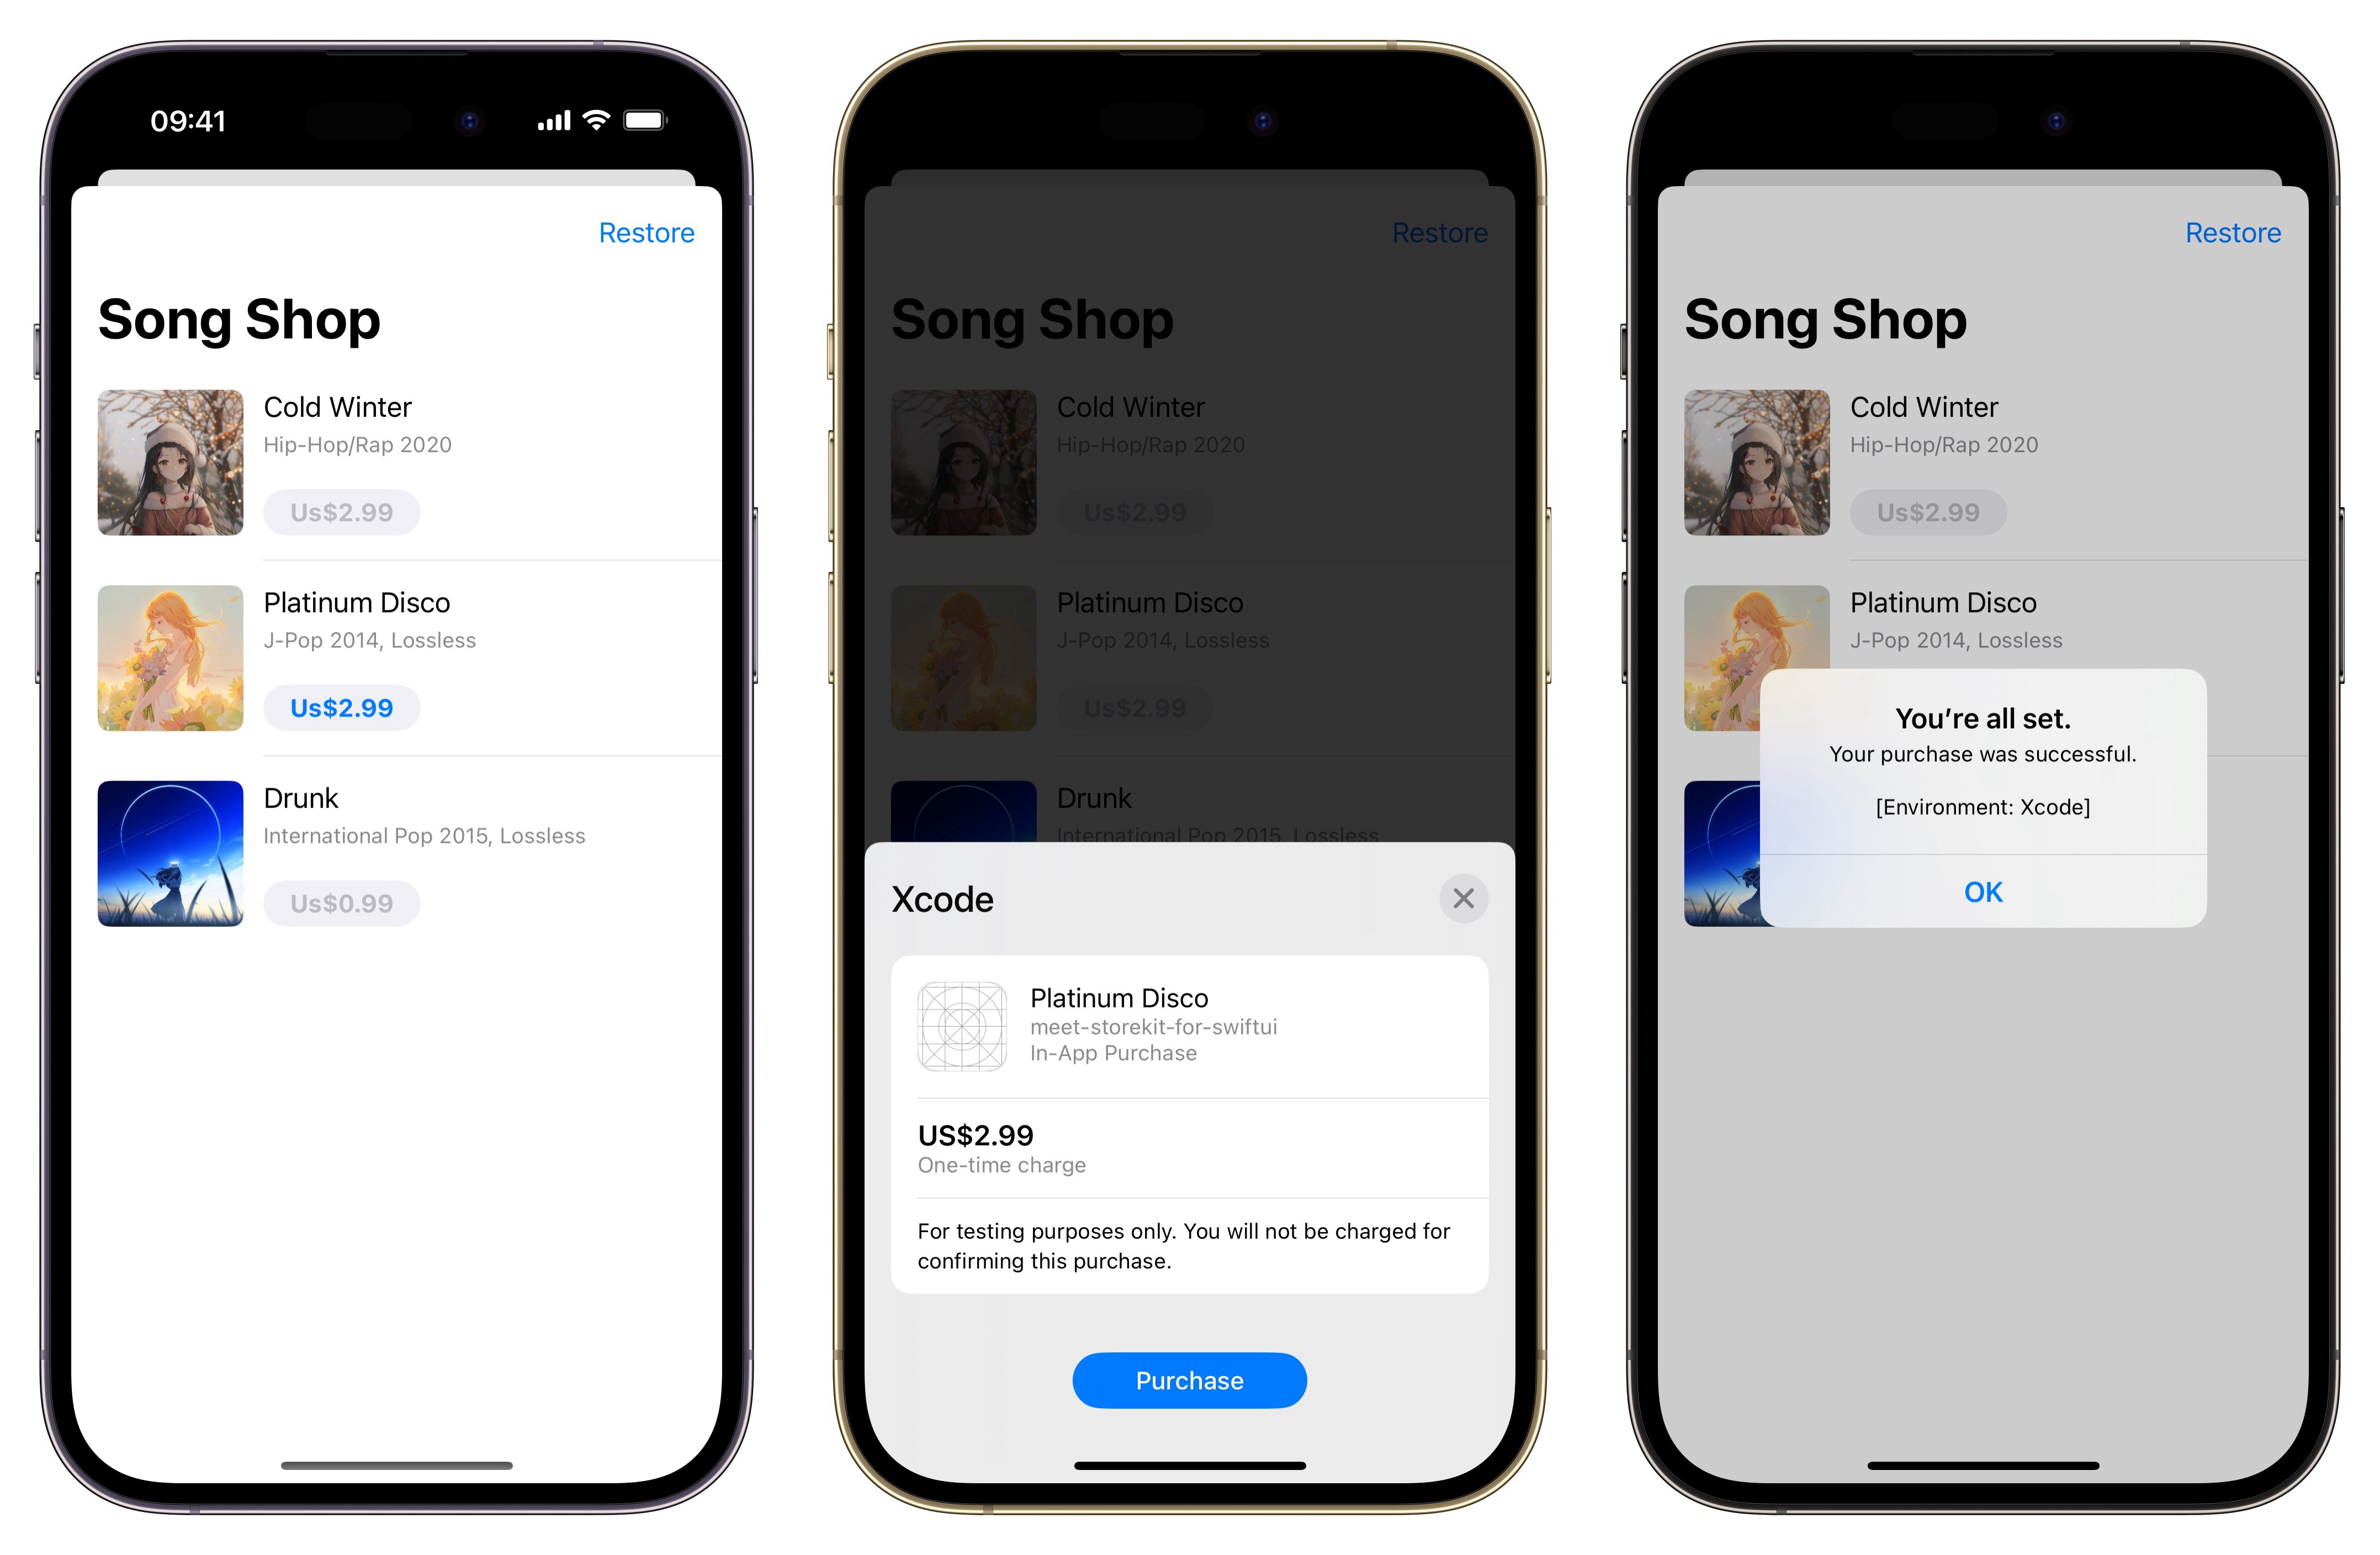 09:41
Restore
Song Shop
Cold Winter
Hip-Hop/Rap 2020
Us$2.99
Platinum Disco
J-Pop 2014, Lossless
Us$2.99
Drunk
International Pop 2015, Lossless
Us$0.99
Restore
Song Shop
Cold Winter
Hip-Hop/Rap 2020
Us$2.99
Platinum Disco
J-Pop 2014, Lossless
Us$2.99
Drunk
International Pop 2015, Lossless
Xcode
Platinum Disco
meet-storekit-for-swiftui
In-App Purchase
US$2.99
One-time charge
For testing purposes only. You will not be charged for
confirming this purchase.
Purchase
Restore
Song Shop
Cold Winter
Hip-Hop/Rap 2020
Us$2.99
Platinum Disco
J-Pop 2014, Lossless
You’re all set.
Your purchase was successful.
[Environment: Xcode]
OK